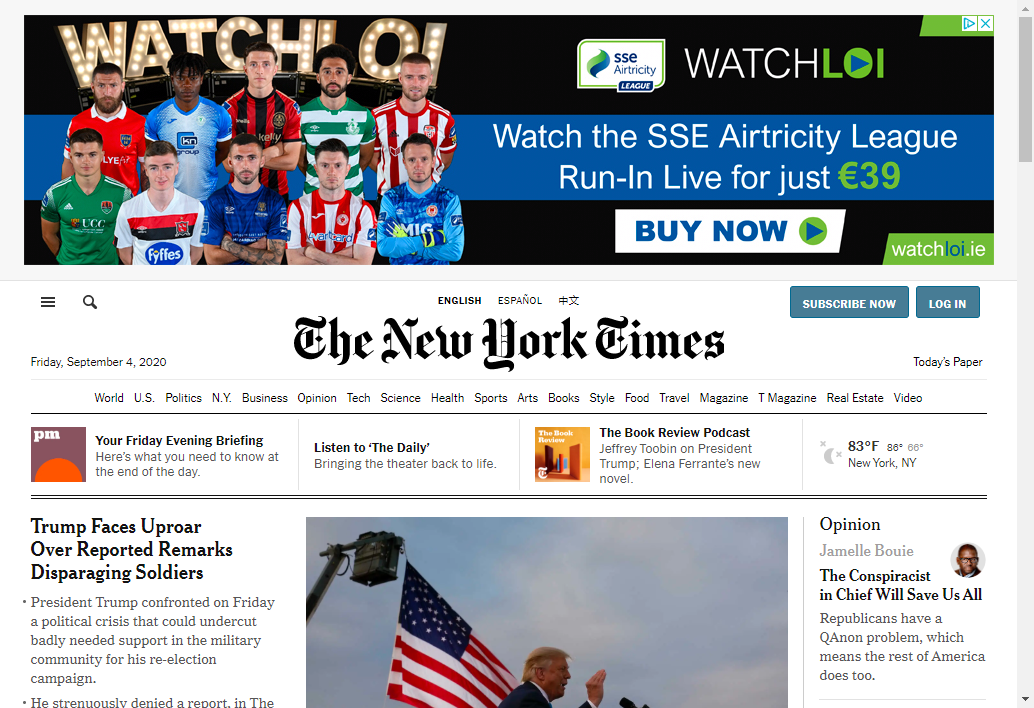 WATCHLOI
sse
Airtricity
LEAGUE
WATCHLOI
Watch the SSE Airtricity League
Run-In Live for just €39
BUY NOW
watchloi.ie
kn
group
kelly
UCC
fyffes
MIG
ENGLISH ESPAÑOL 中文
SUBSCRIBE NOW
LOG IN
The New York Times
Friday, September 4, 2020
Today's Paper
World U.S. Politics N.Y. Business Opinion Tech Science Health Sports Arts Books Style Food Travel Magazine T Magazine Real Estate Video
pm
Your Friday Evening Briefing
Here's what you need to know at
the end of the day.
Listen to ‘The Daily’
Bringing the theater back to life.
The Book
Review
The Book Review Podcast
Jeffrey Toobin on President
Trump; Elena Ferrante's new
novel.
83°F 86° 66°
New York, NY
Trump Faces Uproar
Over Reported Remarks
Disparaging Soldiers
• President Trump confronted on Friday
a political crisis that could undercut
badly needed support in the military
community for his re-election
campaign.
• He strenuously denied a report, in The
Opinion
Jamelle Bouie
The Conspiracist
in Chief Will Save Us All
Republicans have a
QAnon problem, which
means the rest of America
does too.